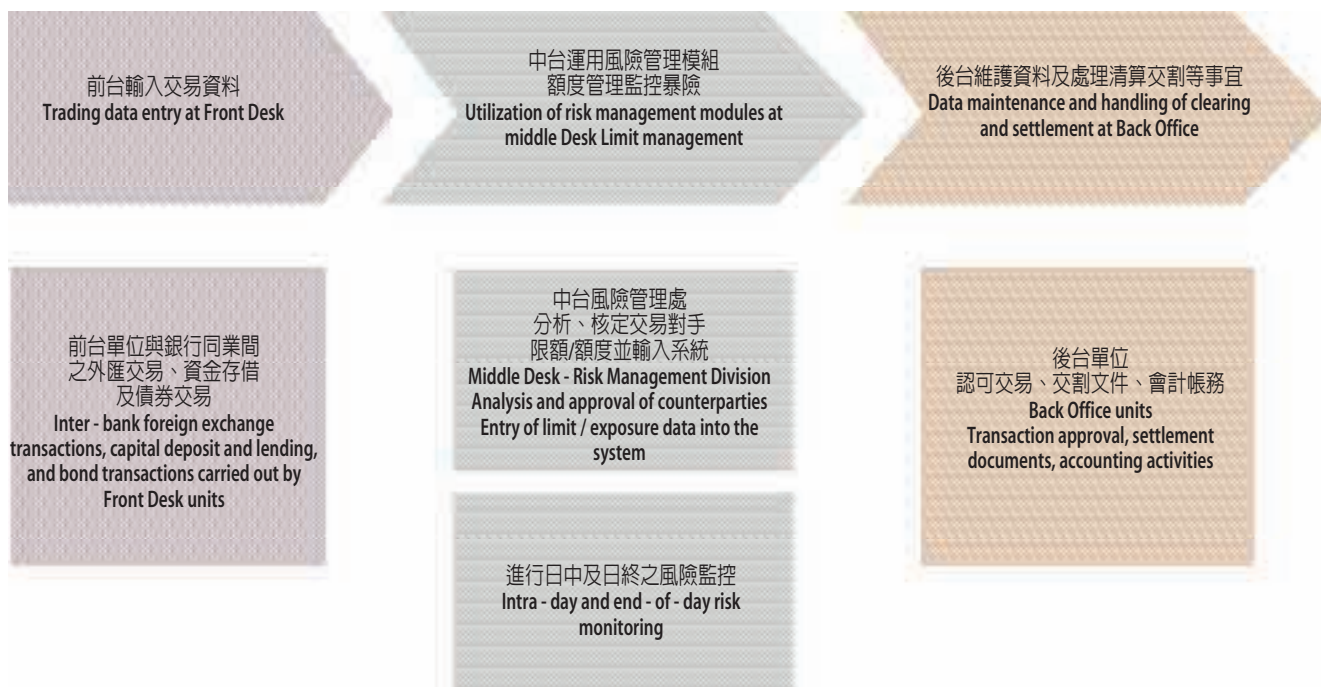 前台輸入交易資料
Trading data entry at Front Desk
中台運用風險管理模組
額度管理監控暴險
Utilization of risk management modules at
middle Desk Limit management
後台維護資料及處理清算交割等事宜
Data maintenance and handling of clearing
and settlement at Back Office
前台單位與銀行同業間
之外匯交易、資金存借
及債券交易
Inter - bank foreign exchange
transactions, capital deposit and lending,
and bond transactions carried out by
Front Desk units
中台風險管理處
分析、核定交易對手
限額/額度並輸入系統
Middle Desk - Risk Management Division
Analysis and approval of counterparties
Entry of limit / exposure data into the
system
進行日中及日終之風險監控
Intra - day and end - of - day risk
monitoring
後台單位
認可交易、交割文件、會計帳務
Back Office units
Transaction approval, settlement
documents, accounting activities